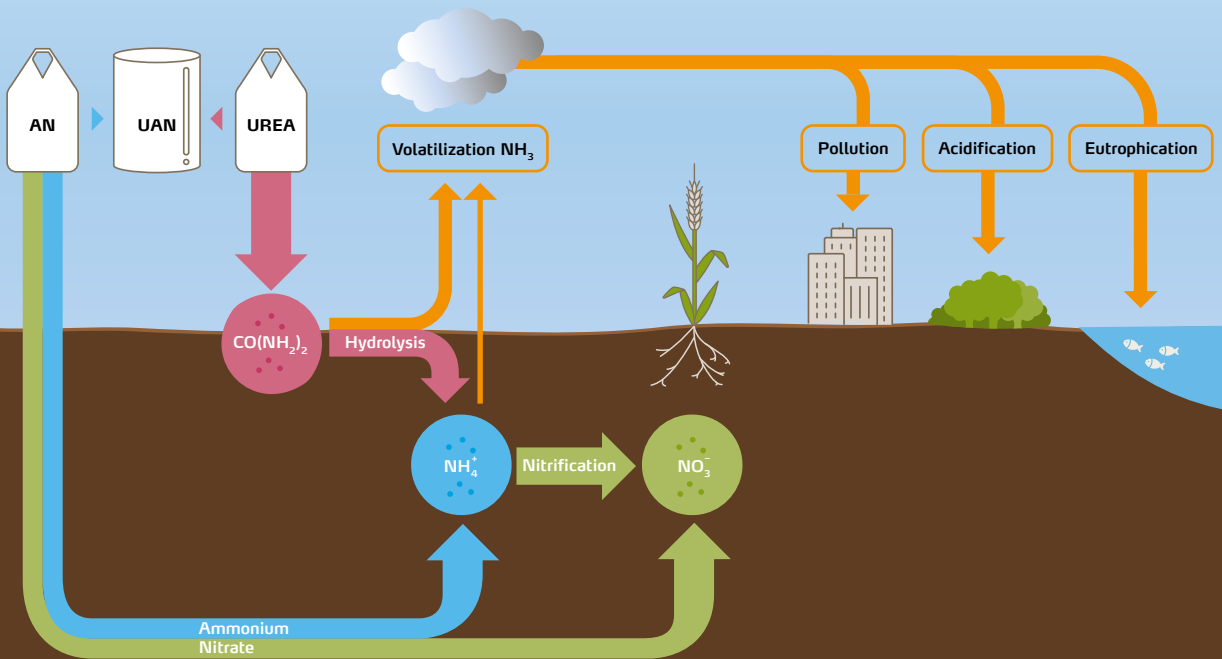 AN
UAN
UREA
Volatilization NH₃
Pollution
Acidification
Eutrophication
CO(NH₂)₂
Hydrolysis
NH₄⁺
Nitrification
NO₃⁻
Ammonium
Nitrate